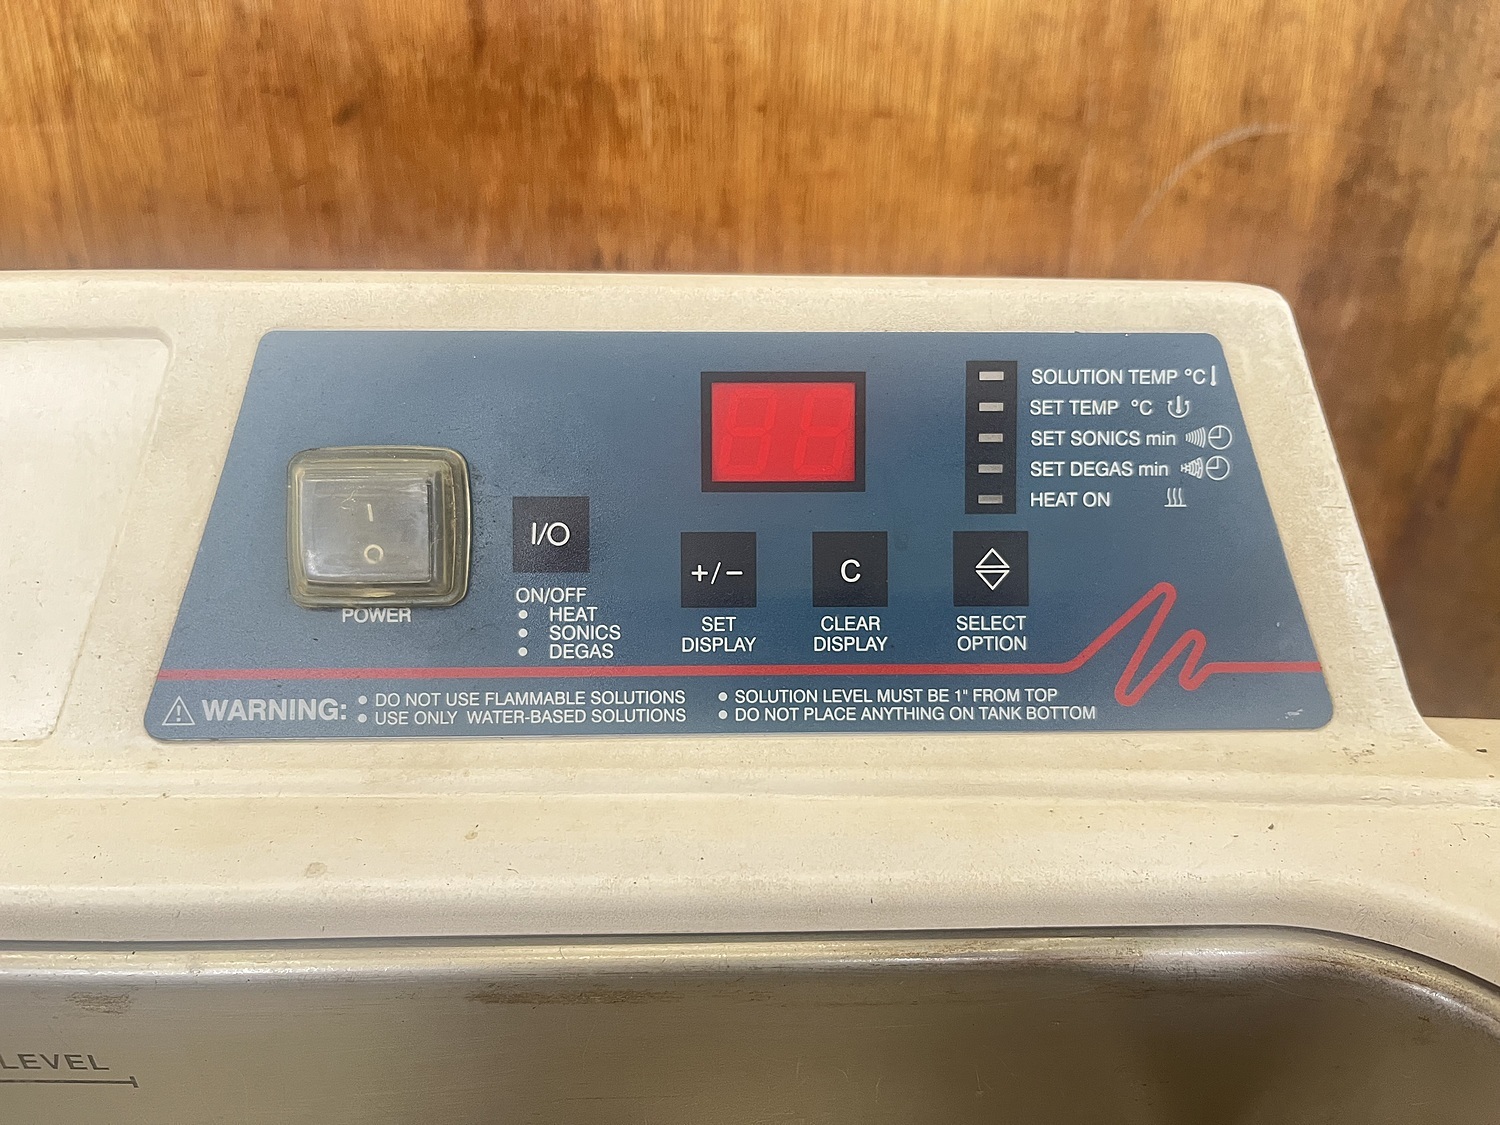 SOLUTION TEMP °C
SET TEMP °C
SET SONICS min
SET DEGAS min
HEAT ON
I
O
POWER
I/O
ON/OFF
• HEAT
• SONICS
• DEGAS
+/−
SET
DISPLAY
C
CLEAR
DISPLAY
SELECT
OPTION
WARNING:
• DO NOT USE FLAMMABLE SOLUTIONS
• USE ONLY WATER-BASED SOLUTIONS
• SOLUTION LEVEL MUST BE 1" FROM TOP
• DO NOT PLACE ANYTHING ON TANK BOTTOM
LEVEL